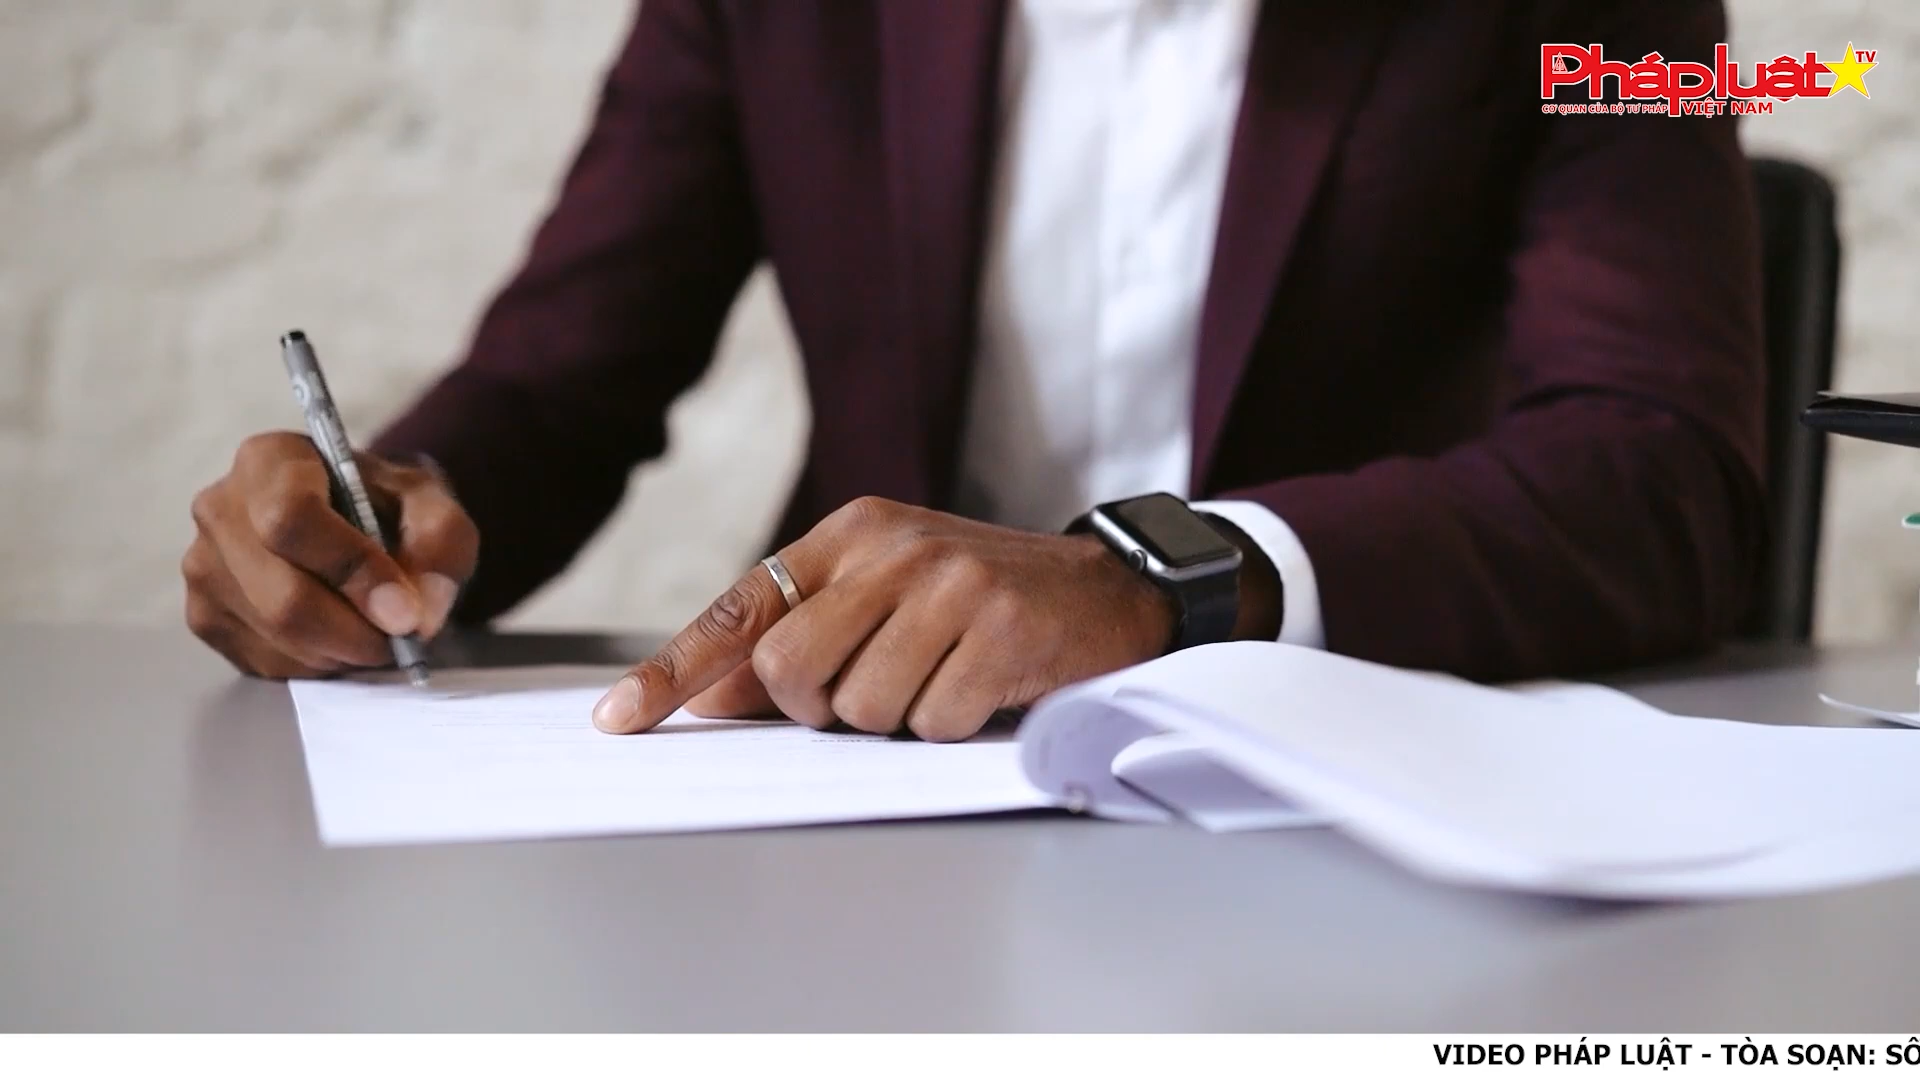 Phápluật TV
CƠ QUAN CỦA BỘ TƯ PHÁP VIỆT NAM
VIDEO PHÁP LUẬT - TÒA SOẠN: SỐ